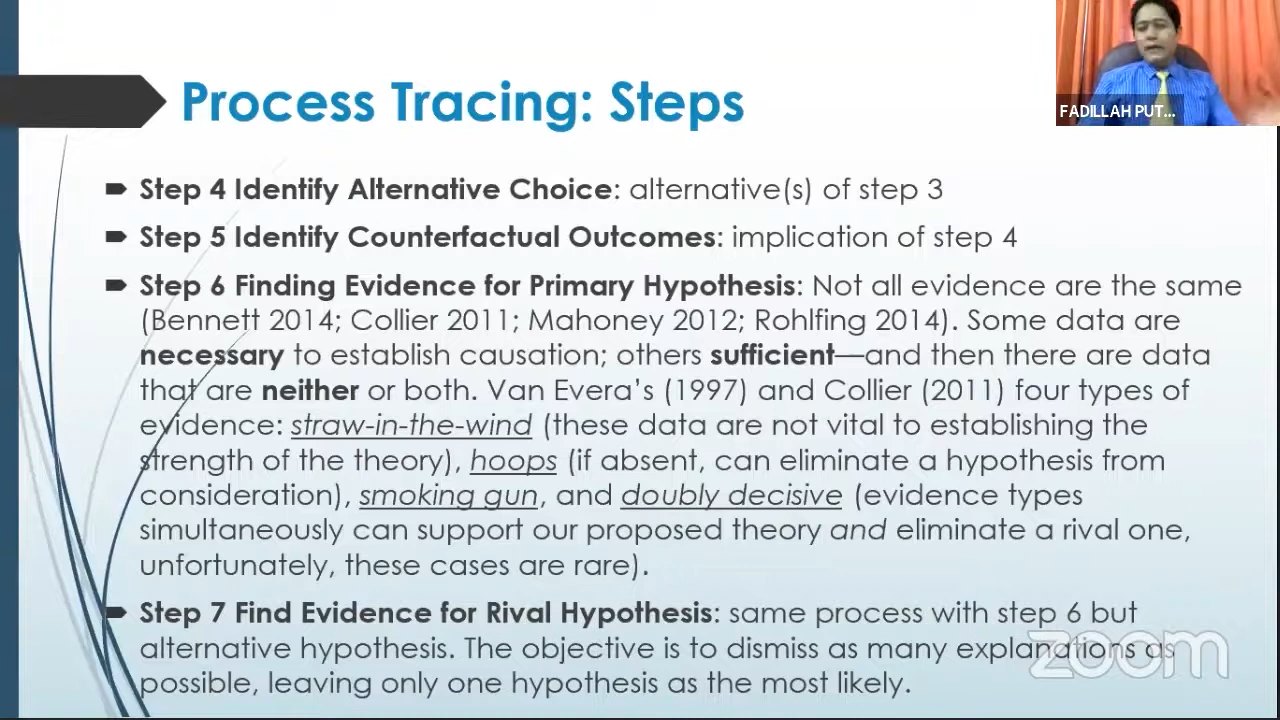 FADILLAH PUT...
Process Tracing: Steps
Step 4 Identify Alternative Choice: alternative(s) of step 3
Step 5 Identify Counterfactual Outcomes: implication of step 4
Step 6 Finding Evidence for Primary Hypothesis: Not all evidence are the same
(Bennett 2014; Collier 2011; Mahoney 2012; Rohlfing 2014). Some data are
necessary to establish causation; others sufficient—and then there are data
that are neither or both. Van Evera’s (1997) and Collier (2011) four types of
evidence: straw-in-the-wind (these data are not vital to establishing the
strength of the theory), hoops (if absent, can eliminate a hypothesis from
consideration), smoking gun, and doubly decisive (evidence types
simultaneously can support our proposed theory and eliminate a rival one,
unfortunately, these cases are rare).
Step 7 Find Evidence for Rival Hypothesis: same process with step 6 but
alternative hypothesis. The objective is to dismiss as many explanations as
possible, leaving only one hypothesis as the most likely.
zoom